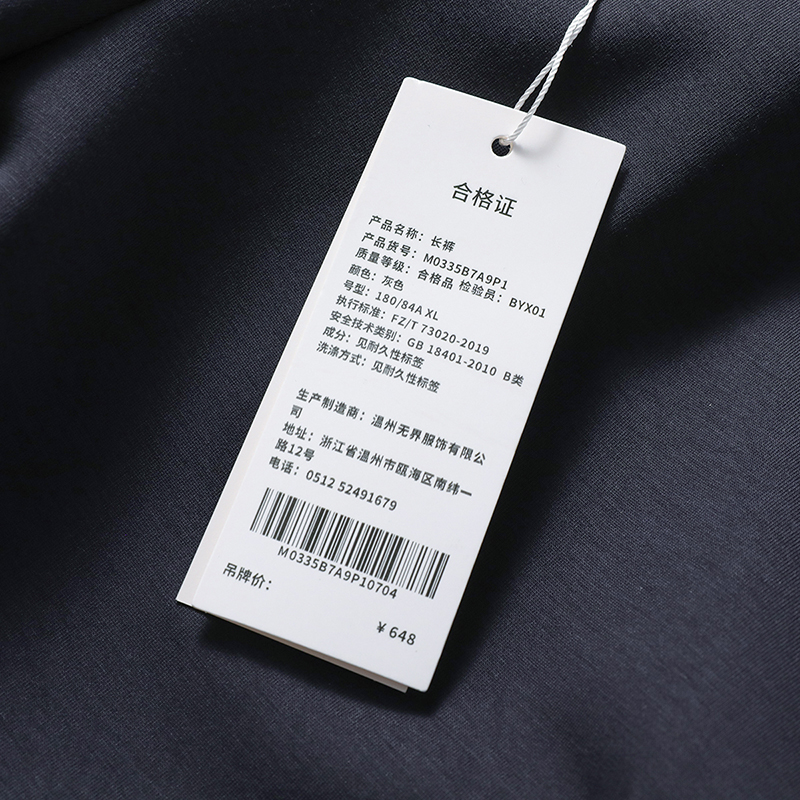 合格证
产品名称：长裤
产品货号：M0335B7A9P1
质量等级：合格品 检验员：BYX01
颜色：灰色
号型：180/84A XL
执行标准：FZ/T 73020-2019
安全技术类别：GB 18401-2010 B类
成分：见耐久性标签
洗涤方式：见耐久性标签
生产制造商：温州无界服饰有限公
司
地址：浙江省温州市瓯海区南纬一
路12号
电话：0512 52491679
M0335B7A9P10704
吊牌价：
¥ 648